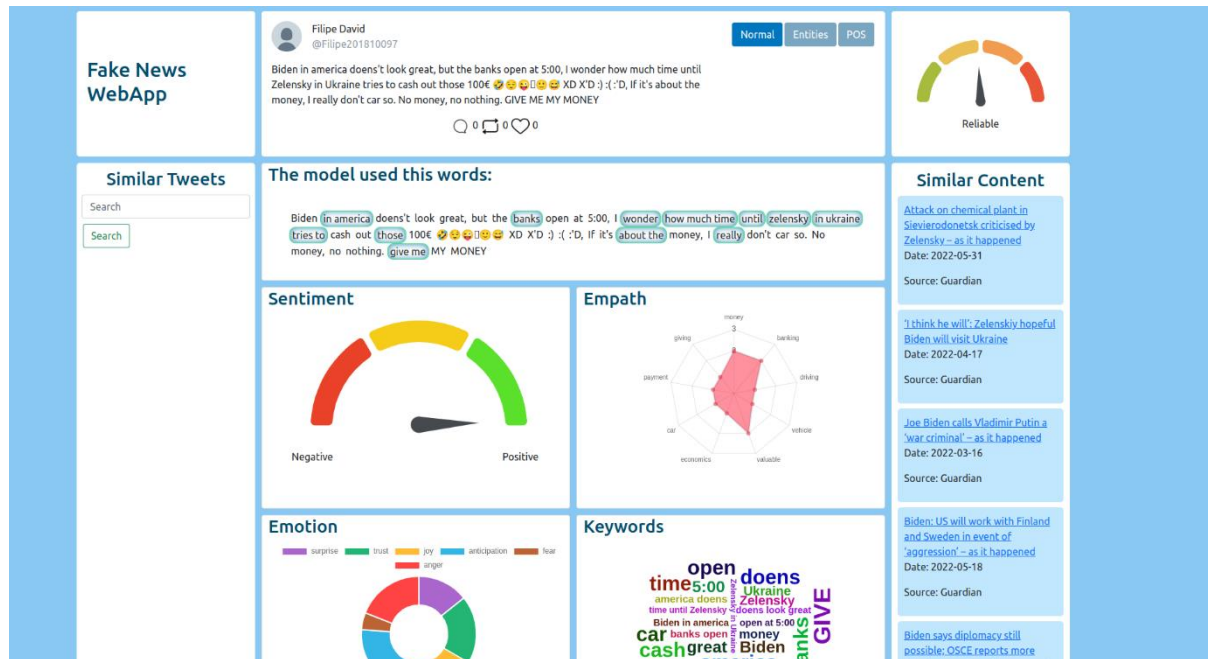 Fake News
WebApp
Filipe David
@Filipe201810097
Normal
Entities
POS
Biden in america doens't look great, but the banks open at 5:00, I wonder how much time until
Zelensky in Ukraine tries to cash out those 100€ 🤣😌😜▯🙂😅 XD X'D :) :( :'D, If it's about the
money, I really don't car so. No money, no nothing. GIVE ME MY MONEY
0 0 0
Reliable
Similar Tweets
Search
Search
The model used this words:
Biden in america doens't look great, but the banks open at 5:00, I wonder how much time until zelensky in ukraine
tries to cash out those 100€ 🤣😌😜▯🙂😅 XD X'D :) :( :'D, If it's about the money, I really don't car so. No
money, no nothing. give me MY MONEY
Sentiment
Negative
Positive
Empath
money
3
2
giving
banking
payment
driving
car
vehicle
economics
valuable
Emotion
surprise
trust
joy
anticipation
fear
anger
Keywords
open
doens
time
5:00
Ukraine
america doens
Zelensky
time until Zelensky
doens look great
Zelensky in Ukraine
Biden in america
open at 5:00
GIVE
car
banks open
money
cash
great
Biden
Similar Content
Attack on chemical plant in
Sievierodonetsk criticised by
Zelensky – as it happened
Date: 2022-05-31
Source: Guardian
'I think he will': Zelenskiy hopeful
Biden will visit Ukraine
Date: 2022-04-17
Source: Guardian
Joe Biden calls Vladimir Putin a
'war criminal' – as it happened
Date: 2022-03-16
Source: Guardian
Biden: US will work with Finland
and Sweden in event of
'aggression' – as it happened
Date: 2022-05-18
Source: Guardian
Biden says diplomacy still
possible; OSCE reports more